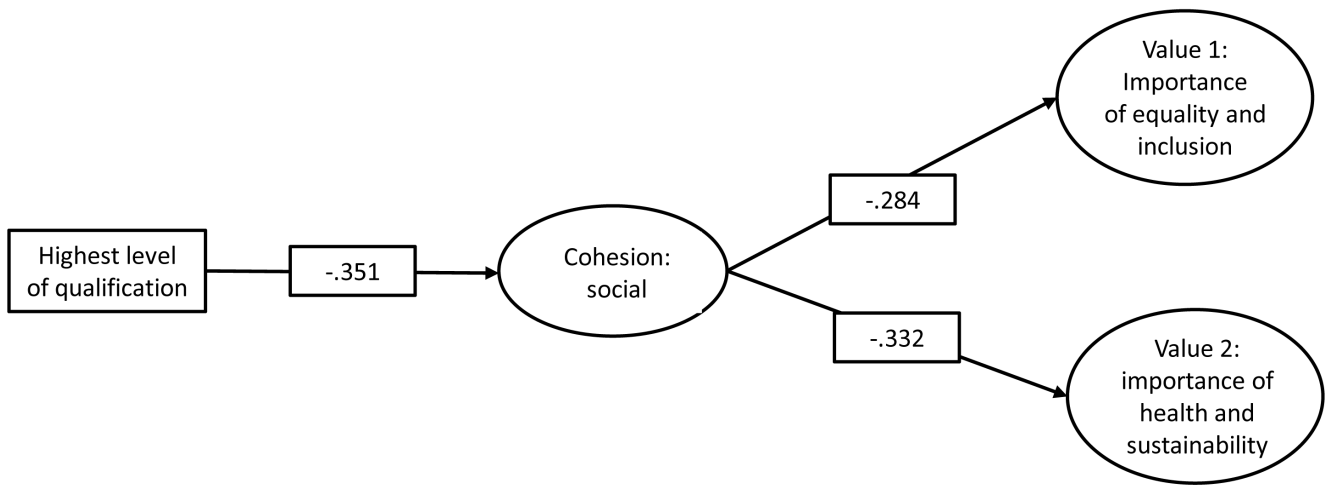 Highest level
of qualification
-.351
Cohesion:
social
-.284
-.332
Value 1:
Importance
of equality and
inclusion
Value 2:
importance of
health and
sustainability